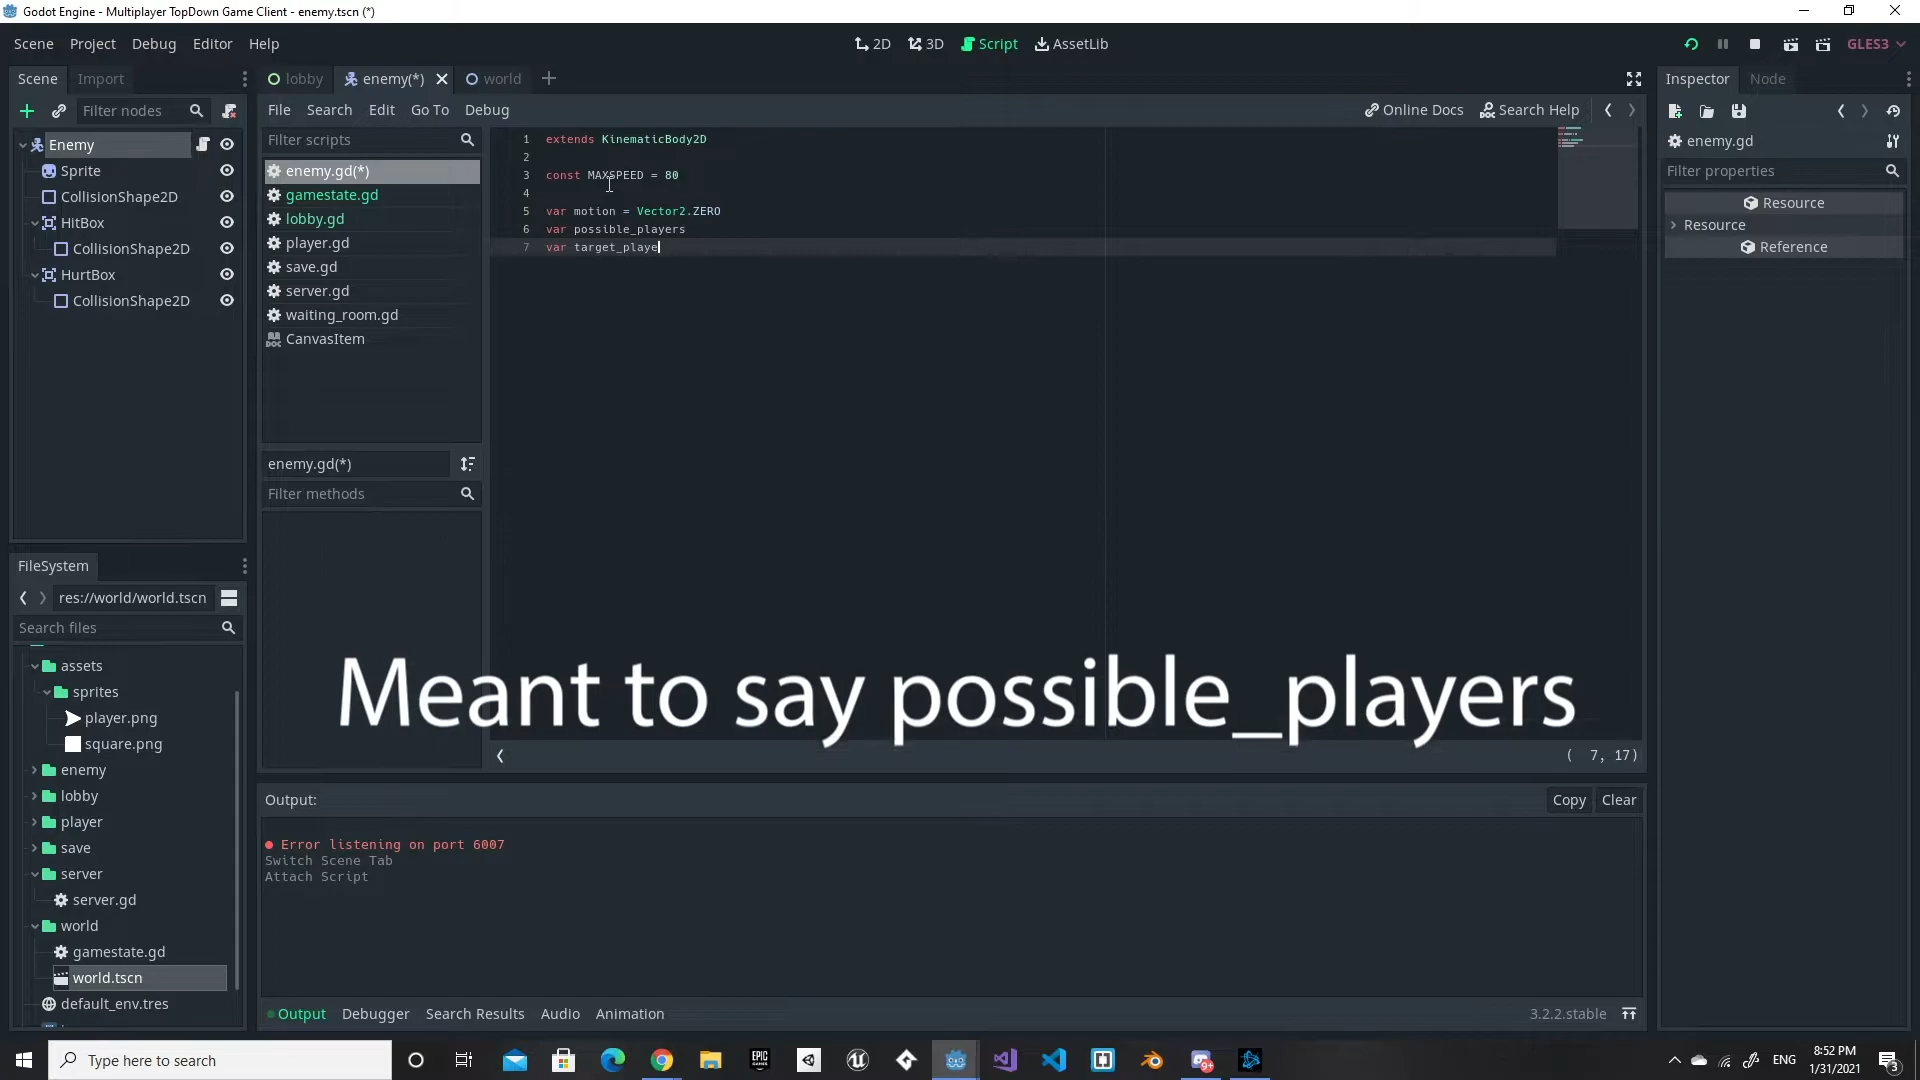 Godot Engine - Multiplayer TopDown Game Client - enemy.tscn (*)
Scene Project Debug Editor Help
2D 3D Script AssetLib
GLES3
Scene Import
lobby enemy(*) world
Inspector Node
Filter nodes
File Search Edit Go To Debug
Online Docs Search Help
Filter scripts
enemy.gd
Filter properties
Resource
Resource
Reference
Enemy
Sprite
CollisionShape2D
HitBox
CollisionShape2D
HurtBox
CollisionShape2D
enemy.gd(*)
gamestate.gd
lobby.gd
player.gd
save.gd
server.gd
waiting_room.gd
CanvasItem
enemy.gd(*)
Filter methods
1 extends KinematicBody2D
2
3 const MAXSPEED = 80
4
5 var motion = Vector2.ZERO
6 var possible_players
7 var target_playe
Meant to say possible_players
( 7, 17)
FileSystem
res://world/world.tscn
Search files
assets
sprites
player.png
square.png
enemy
lobby
player
save
server
server.gd
world
gamestate.gd
world.tscn
default_env.tres
Output:
Copy Clear
Error listening on port 6007
Switch Scene Tab
Attach Script
Output Debugger Search Results Audio Animation
3.2.2.stable
Type here to search
EPIC GAMES
9+
ENG
8:52 PM
1/31/2021
3